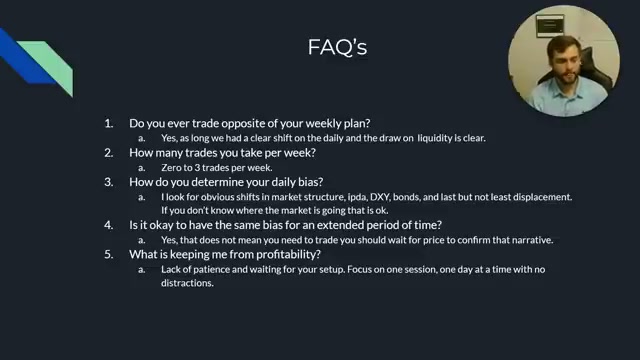 FAQ's
1. Do you ever trade opposite of your weekly plan?
a. Yes, as long we had a clear shift on the daily and the draw on liquidity is clear.
2. How many trades you take per week?
a. Zero to 3 trades per week.
3. How do you determine your daily bias?
a. I look for obvious shifts in market structure, ipda, DXY, bonds, and last but not least displacement.
If you don't know where the market is going that is ok.
4. Is it okay to have the same bias for an extended period of time?
a. Yes, that does not mean you need to trade you should wait for price to confirm that narrative.
5. What is keeping me from profitability?
a. Lack of patience and waiting for your setup. Focus on one session, one day at a time with no
distractions.